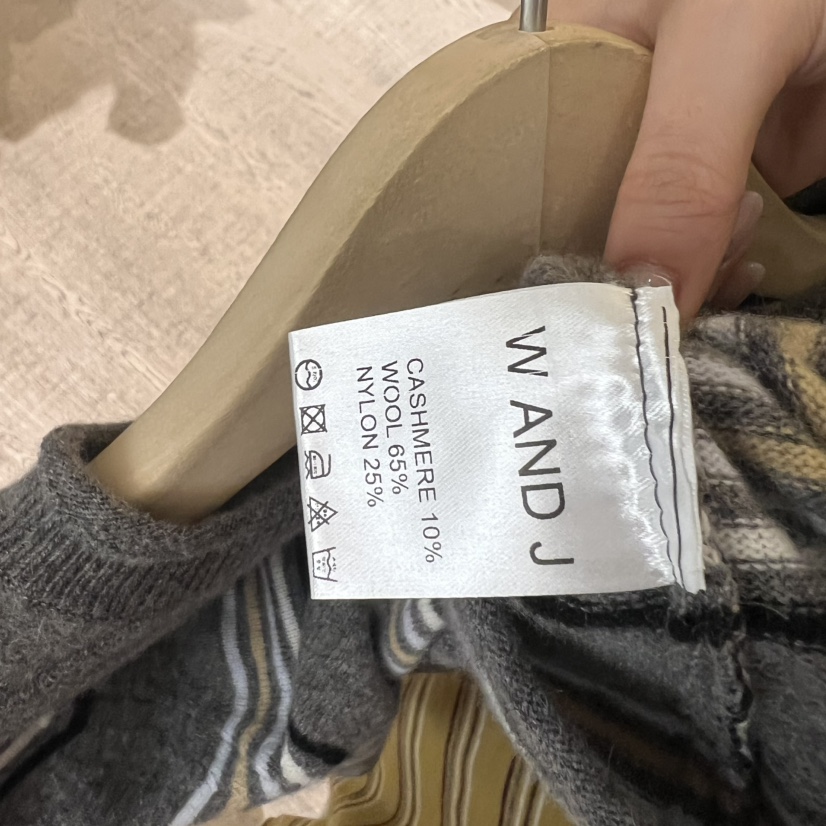 W AND J
CASHMERE 10%
WOOL 65%
NYLON 25%